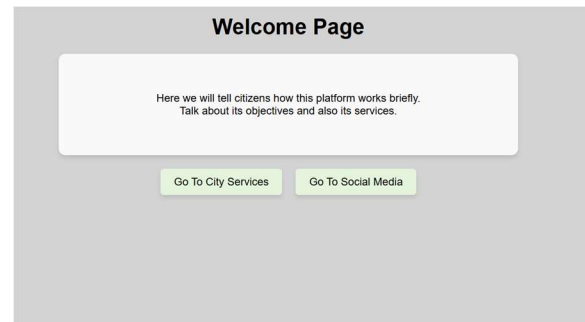 Welcome Page
Here we will tell citizens how this platform works briefly.
Talk about its objectives and also its services.
Go To City Services
Go To Social Media